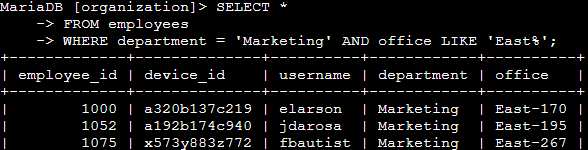 MariaDB [organization]> SELECT *
    -> FROM employees
    -> WHERE department = 'Marketing' AND office LIKE 'East%';
+-------------+--------------+----------+------------+----------+
| employee_id | device_id    | username | department | office   |
+-------------+--------------+----------+------------+----------+
|        1000 | a320b137c219 | elarson  | Marketing  | East-170 |
|        1052 | a192b174c940 | jdarosa  | Marketing  | East-195 |
|        1075 | x573y883z772 | fbautist | Marketing  | East-267 |